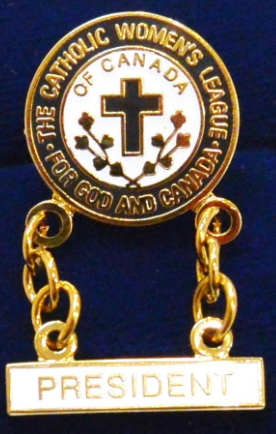 THE CATHOLIC WOMEN'S LEAGUE
OF CANADA
· FOR GOD AND CANADA ·
PRESIDENT